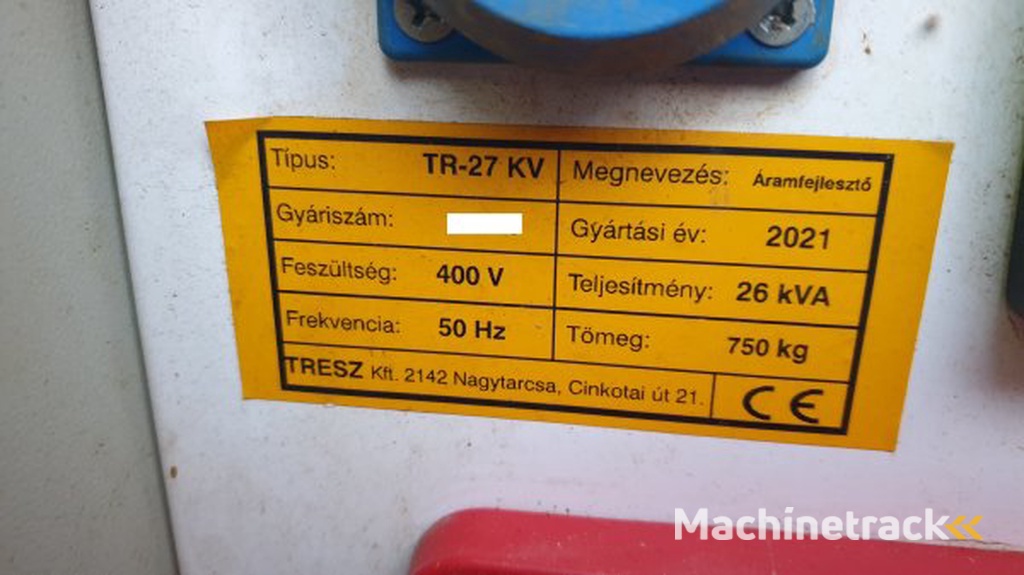 Típus: TR-27 KV Megnevezés: Áramfejlesztő
Gyáriszám: Gyártási év: 2021
Feszültség: 400 V Teljesítmény: 26 kVA
Frekvencia: 50 Hz Tömeg: 750 kg
TRESZ Kft. 2142 Nagytarcsa, Cinkotai út 21. CE
Machinetrack